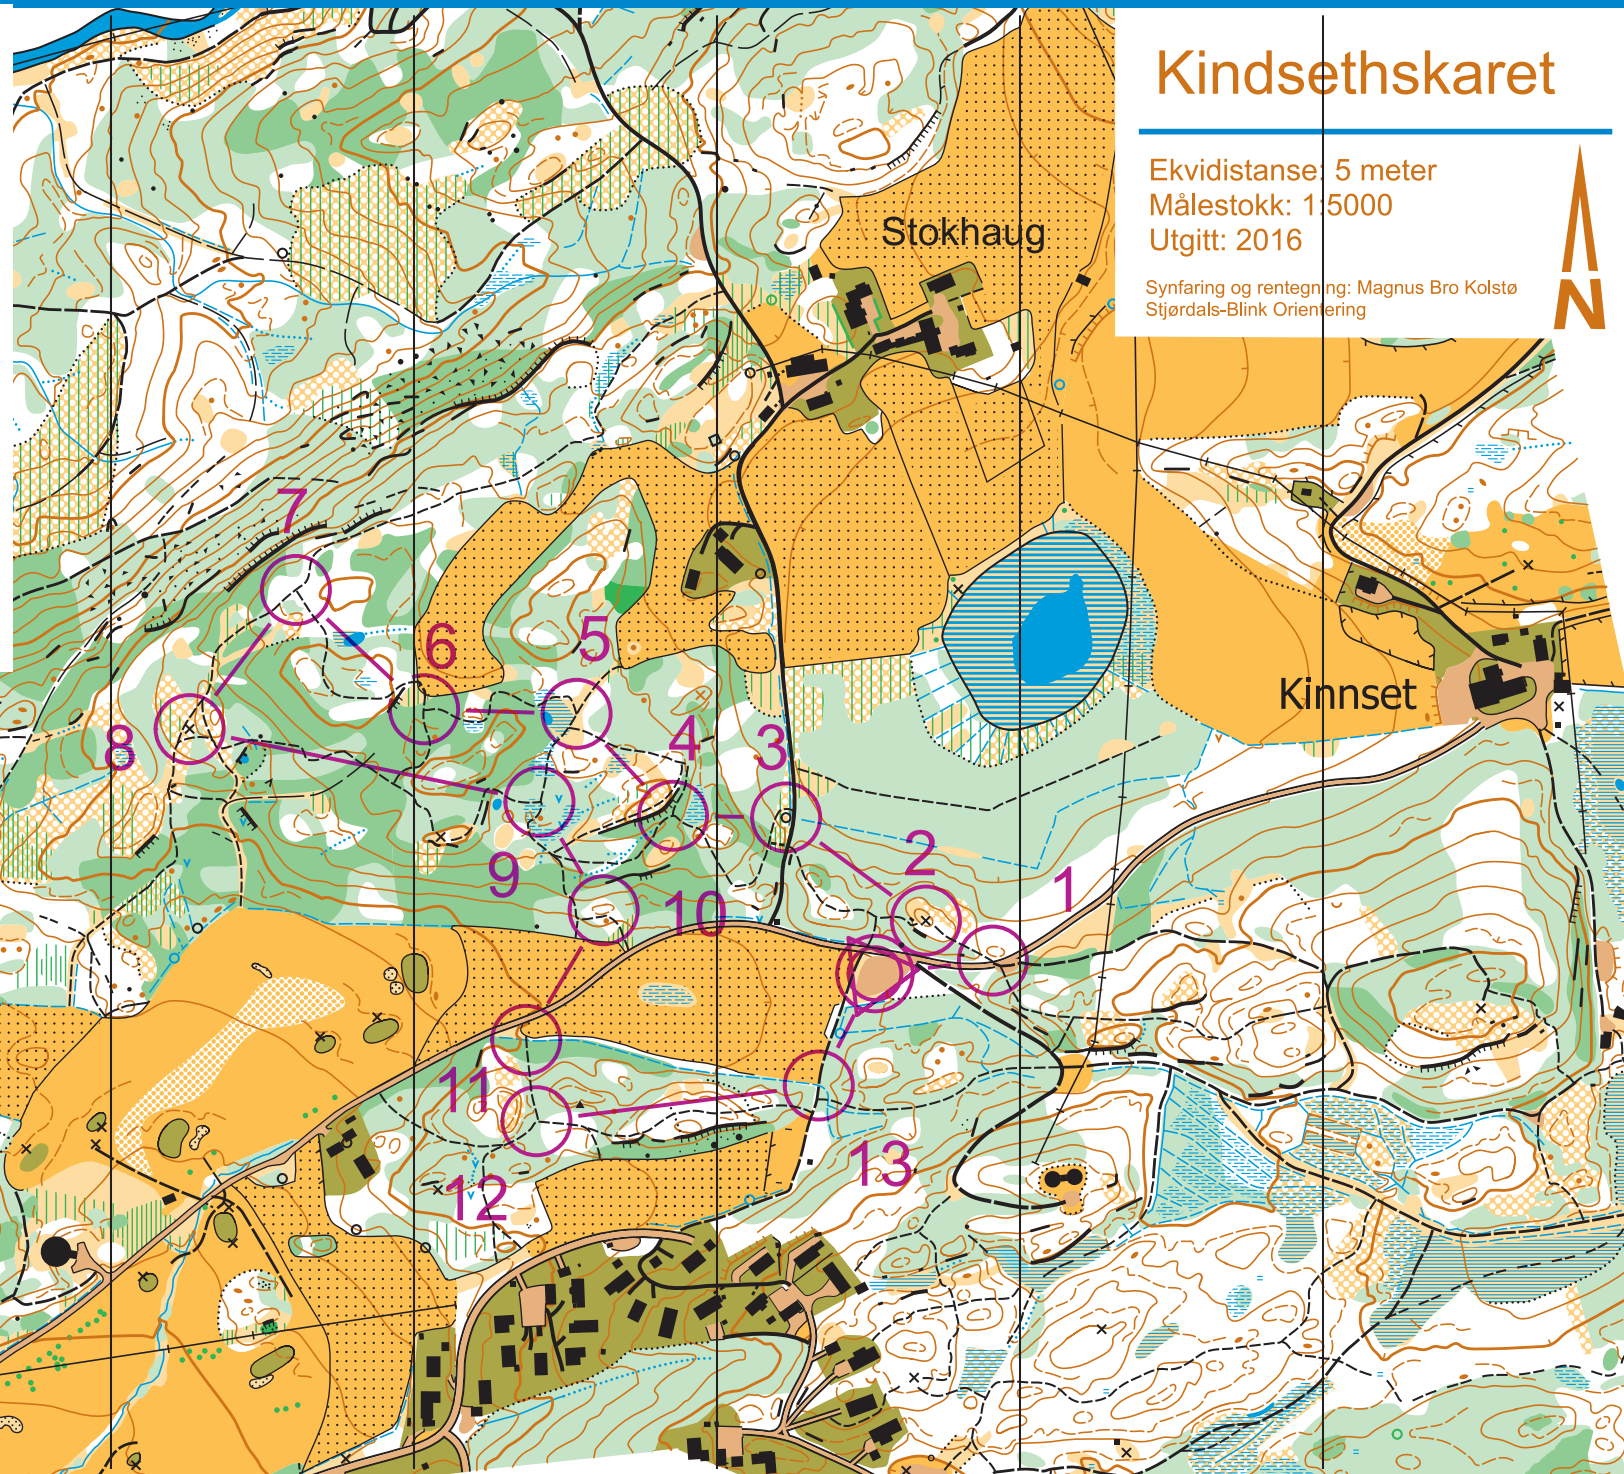 Kindsethskaret
Ekvidistanse: 5 meter
Målestokk: 1:5000
Utgitt: 2016
Synfaring og rentegning: Magnus Bro Kolstø
Stjørdals-Blink Orientering
N
Stokhaug
7
6
5
Kinnset
8
4
3
9
10
2
1
11
12
13